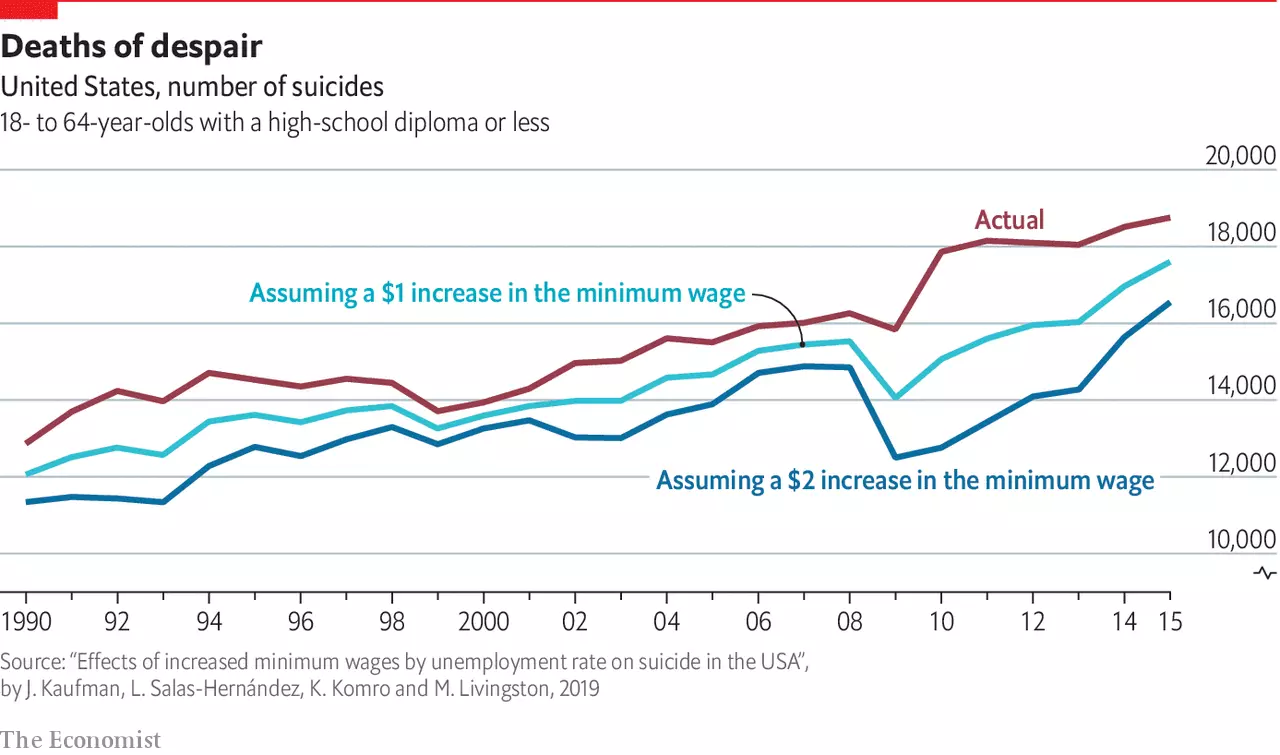 Deaths of despair
United States, number of suicides
18- to 64-year-olds with a high-school diploma or less
20,000
Actual
18,000
Assuming a $1 increase in the minimum wage
16,000
14,000
12,000
Assuming a $2 increase in the minimum wage
10,000
1990 92 94 96 98 2000 02 04 06 08 10 12 14 15
Source: “Effects of increased minimum wages by unemployment rate on suicide in the USA”,
by J. Kaufman, L. Salas-Hernández, K. Komro and M. Livingston, 2019
The Economist